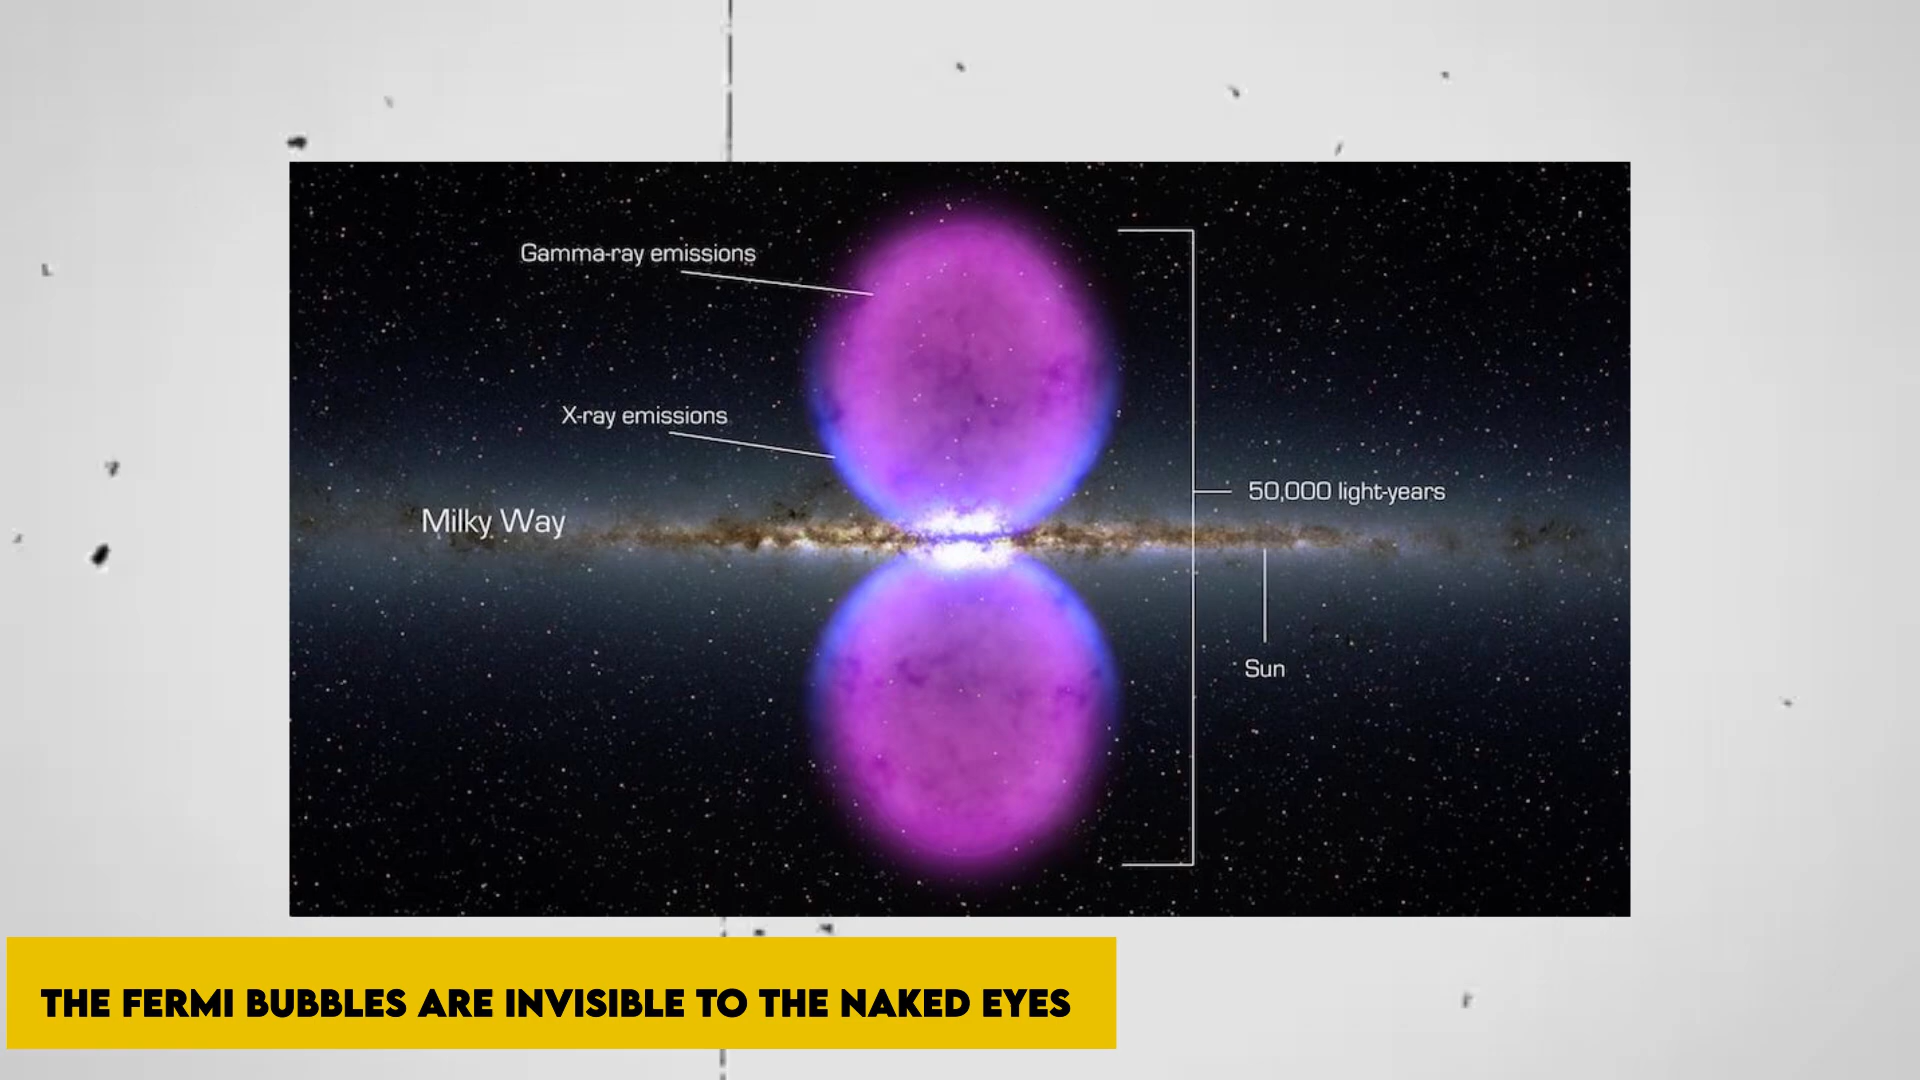 Gamma-ray emissions
X-ray emissions
50,000 light-years
Milky Way
Sun
THE FERMI BUBBLES ARE INVISIBLE TO THE NAKED EYES